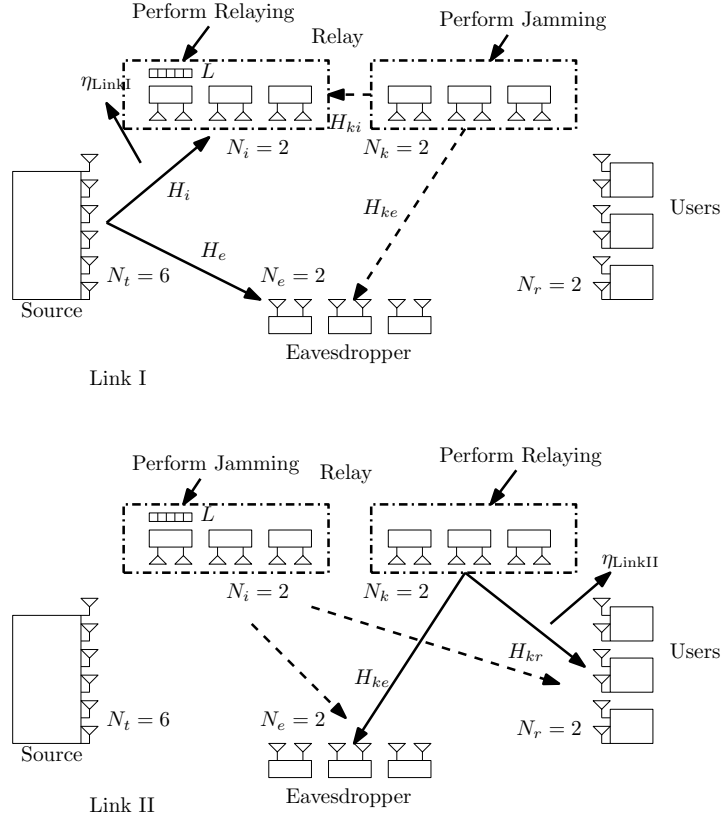 Perform Relaying
Relay
Perform Jamming
L
η_LinkI
H_ki
N_i = 2
N_k = 2
H_i
H_ke
Users
H_e
N_t = 6
N_e = 2
N_r = 2
Source
Eavesdropper
Link I
Perform Jamming
Relay
Perform Relaying
L
η_LinkII
N_i = 2
N_k = 2
H_kr
Users
H_ke
N_t = 6
N_e = 2
N_r = 2
Source
Eavesdropper
Link II